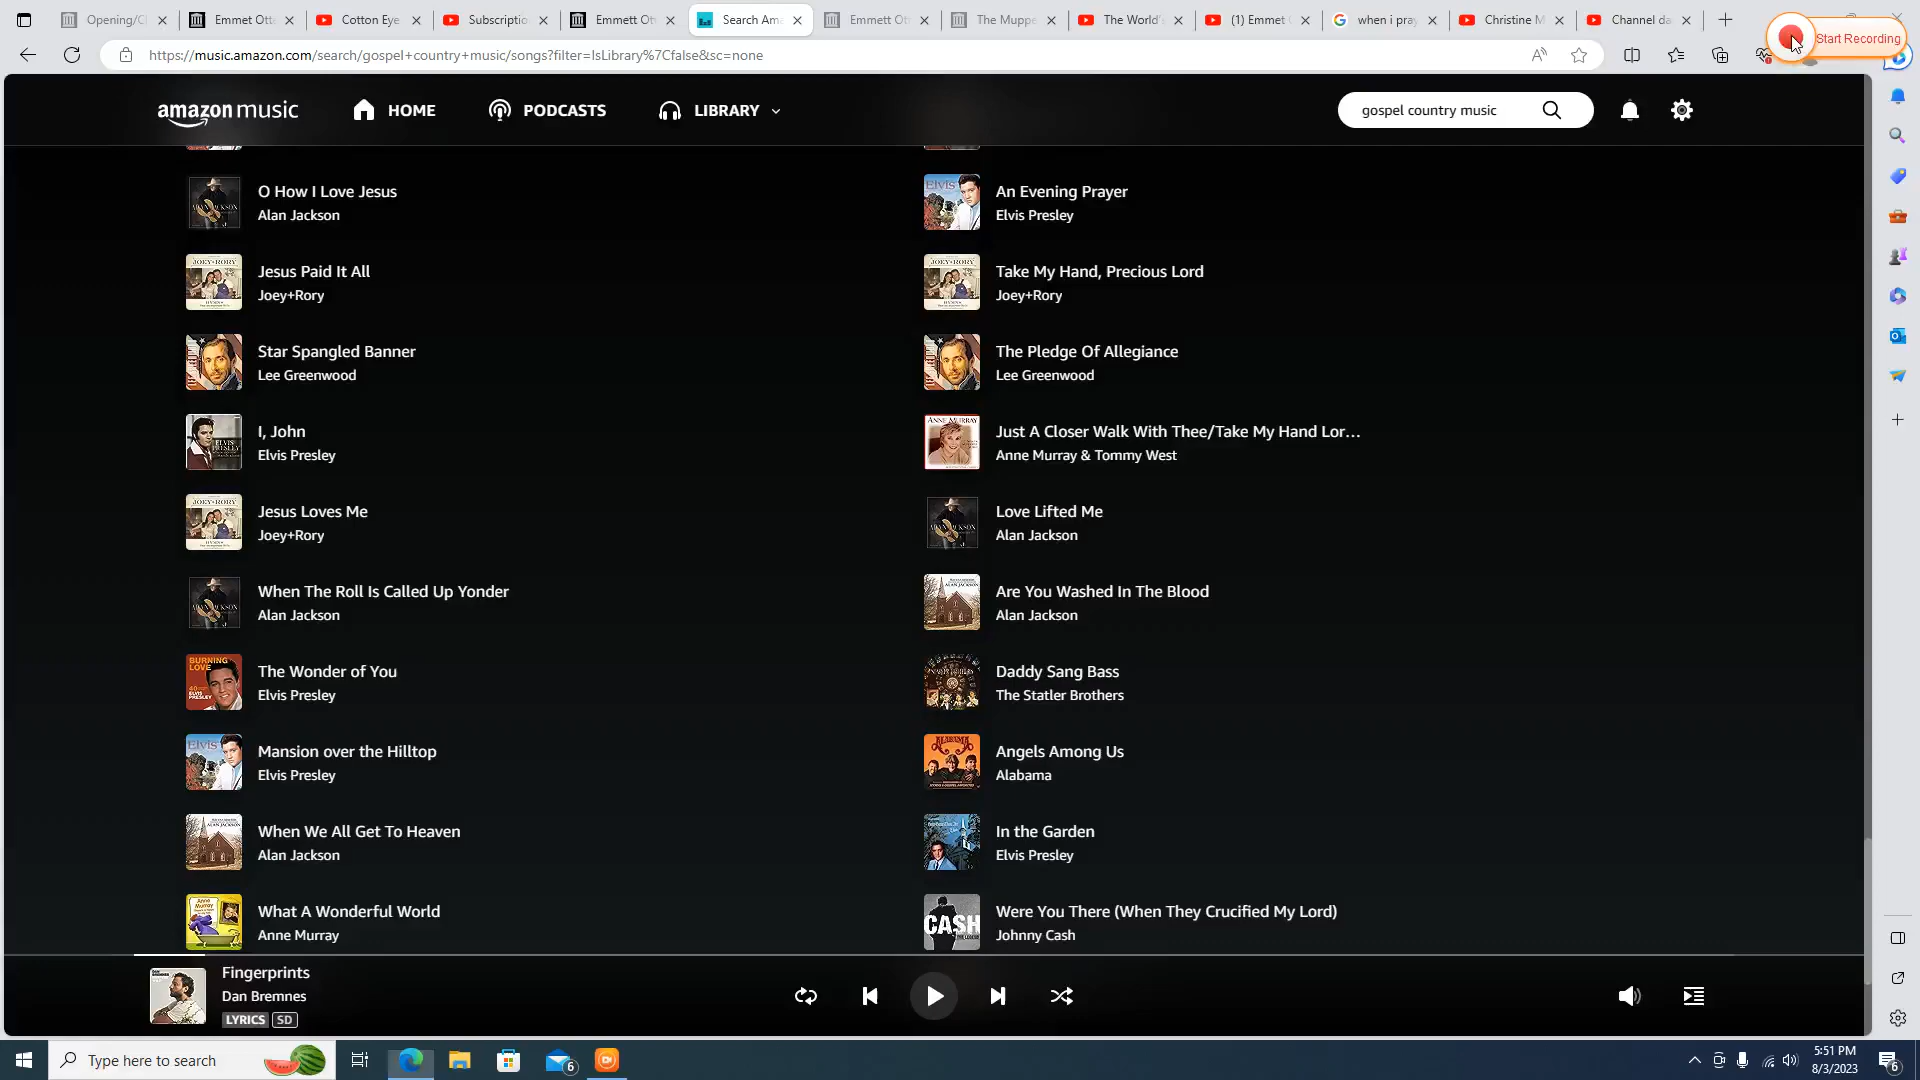 Opening/Cl
Emmet Ott
Cotton Eye
Subscriptio
Emmett Ot
Search Ama
Emmett Ot
The Muppe
The World's
(1) Emmet O
when i pray
Christine M
Channel da
Start Recording
https://music.amazon.com/search/gospel+country+music/songs?filter=IsLibrary%7Cfalse&sc=none
amazon music
HOME
PODCASTS
LIBRARY
gospel country music
O How I Love Jesus
Alan Jackson
An Evening Prayer
Elvis Presley
Jesus Paid It All
Joey+Rory
Take My Hand, Precious Lord
Joey+Rory
Star Spangled Banner
Lee Greenwood
The Pledge Of Allegiance
Lee Greenwood
I, John
Elvis Presley
Just A Closer Walk With Thee/Take My Hand Lor...
Anne Murray & Tommy West
Jesus Loves Me
Joey+Rory
Love Lifted Me
Alan Jackson
When The Roll Is Called Up Yonder
Alan Jackson
Are You Washed In The Blood
Alan Jackson
The Wonder of You
Elvis Presley
Daddy Sang Bass
The Statler Brothers
Mansion over the Hilltop
Elvis Presley
Angels Among Us
Alabama
When We All Get To Heaven
Alan Jackson
In the Garden
Elvis Presley
What A Wonderful World
Anne Murray
Were You There (When They Crucified My Lord)
Johnny Cash
Fingerprints
Dan Bremnes
LYRICS SD
Type here to search
6
5:51 PM
8/3/2023
6